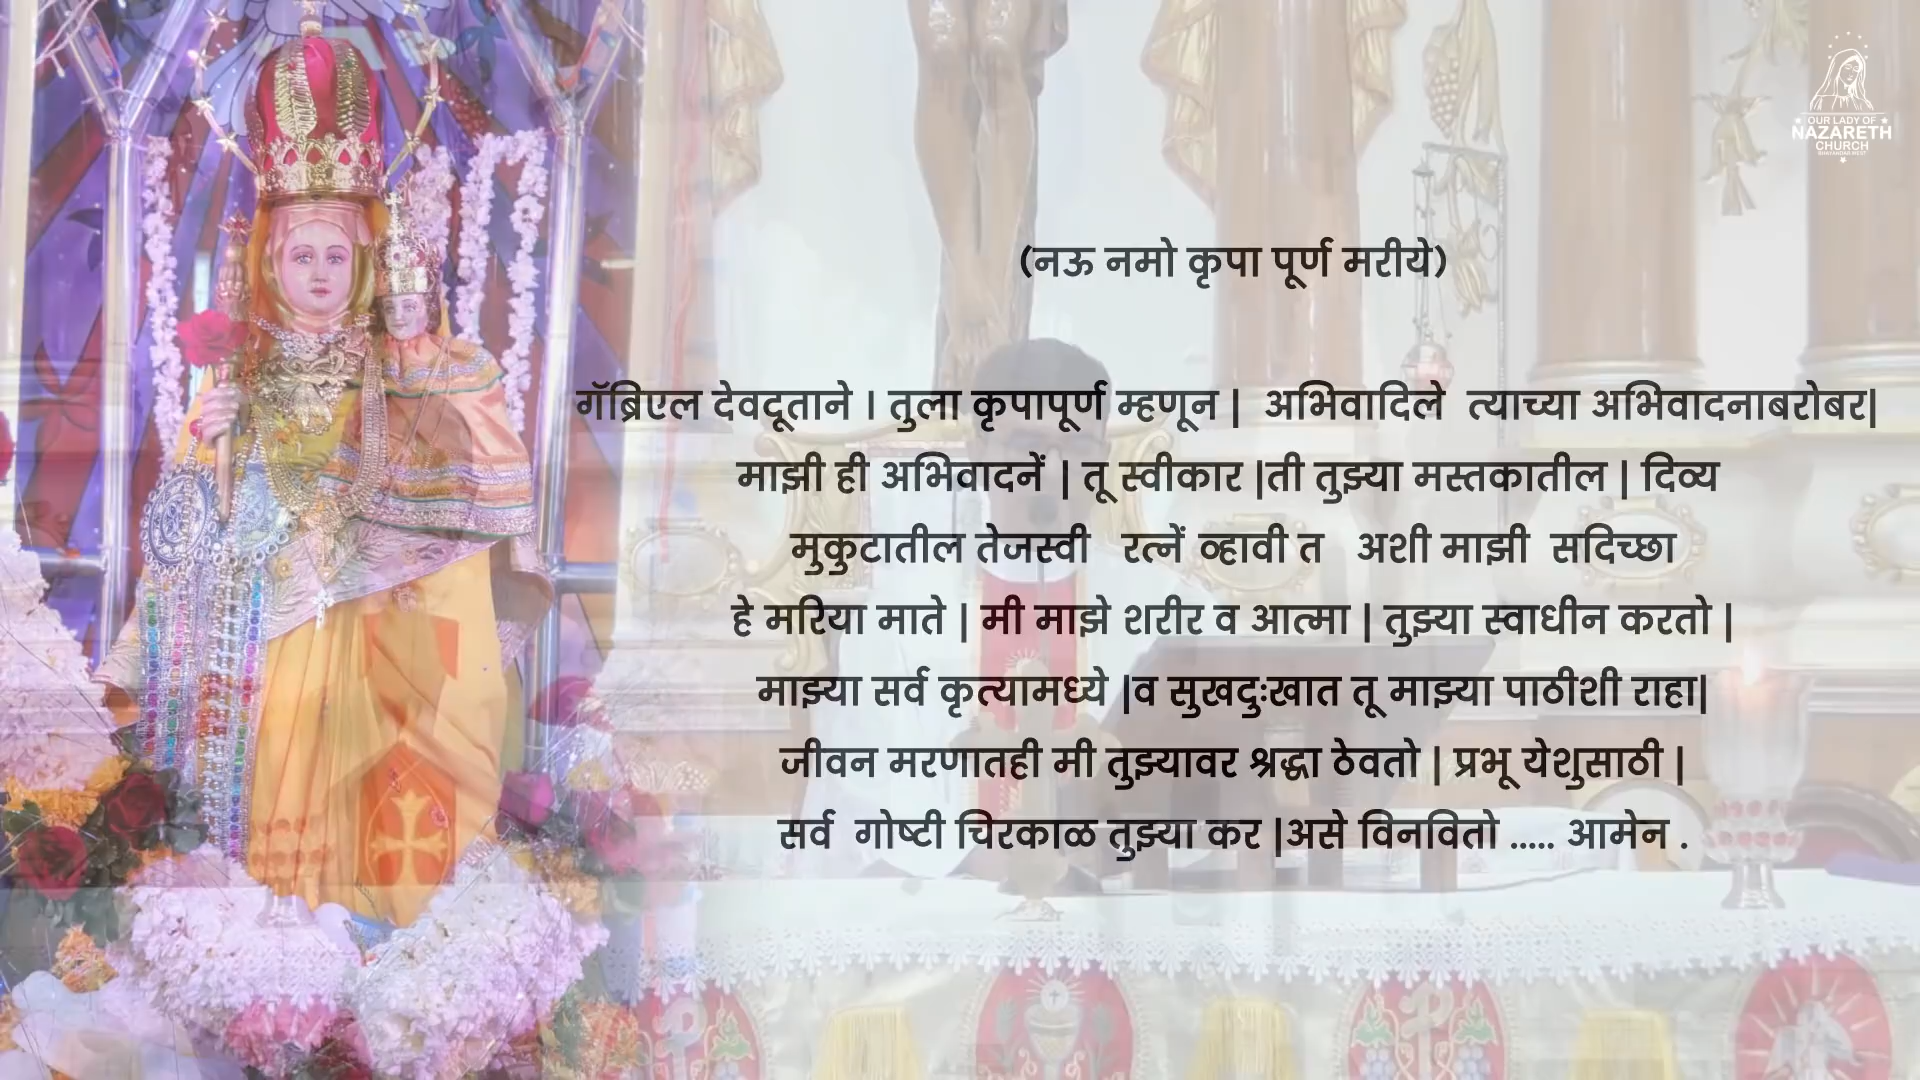 OUR LADY OF
NAZARETH
CHURCH
(नऊ नमो कृपा पूर्ण मरीये)
गॅब्रिएल देवदूताने । तुला कृपापूर्ण म्हणून | अभिवादिले त्याच्या अभिवादनाबरोबर|
माझी ही अभिवादनें | तू स्वीकार |ती तुझ्या मस्तकातील | दिव्य
मुकुटातील तेजस्वी रत्नें व्हावी त अशी माझी सदिच्छा
हे मरिया माते | मी माझे शरीर व आत्मा | तुझ्या स्वाधीन करतो |
माझ्या सर्व कृत्यामध्ये |व सुखदुःखात तू माझ्या पाठीशी राहा|
जीवन मरणातही मी तुझ्यावर श्रद्धा ठेवतो | प्रभू येशुसाठी |
सर्व गोष्टी चिरकाळ तुझ्या कर |असे विनवितो ..... आमेन .